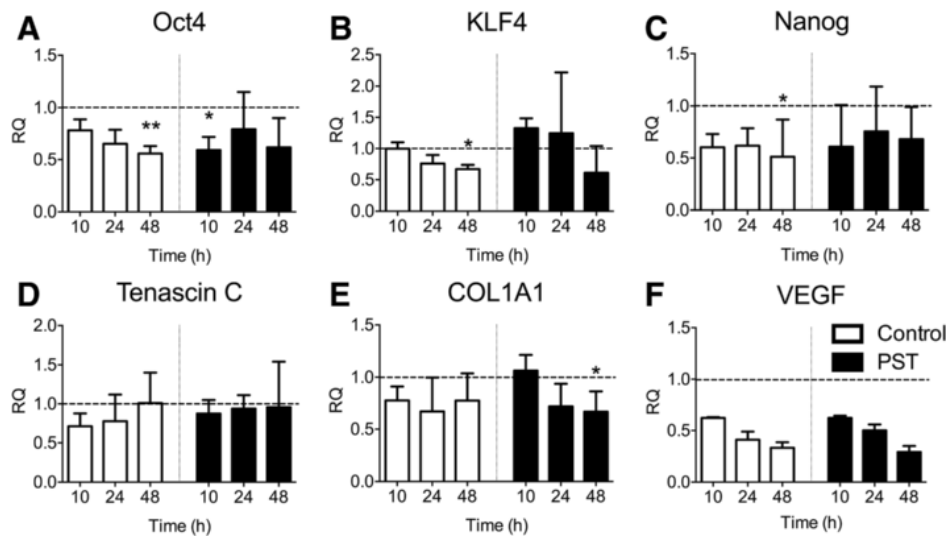 A Oct4
1.5
1.0
0.5
0.0
RQ
** *
10 24 48 10 24 48
Time (h)
B KLF4
2.5
2.0
1.5
1.0
0.5
0.0
RQ
*
10 24 48 10 24 48
Time (h)
C Nanog
1.5
1.0
0.5
0.0
RQ
*
10 24 48 10 24 48
Time (h)
D Tenascin C
2.0
1.5
1.0
0.5
0.0
RQ
10 24 48 10 24 48
Time (h)
E COL1A1
1.5
1.0
0.5
0.0
RQ
*
10 24 48 10 24 48
Time (h)
F VEGF
1.5
1.0
0.5
0.0
RQ
Control
PST
10 24 48 10 24 48
Time (h)